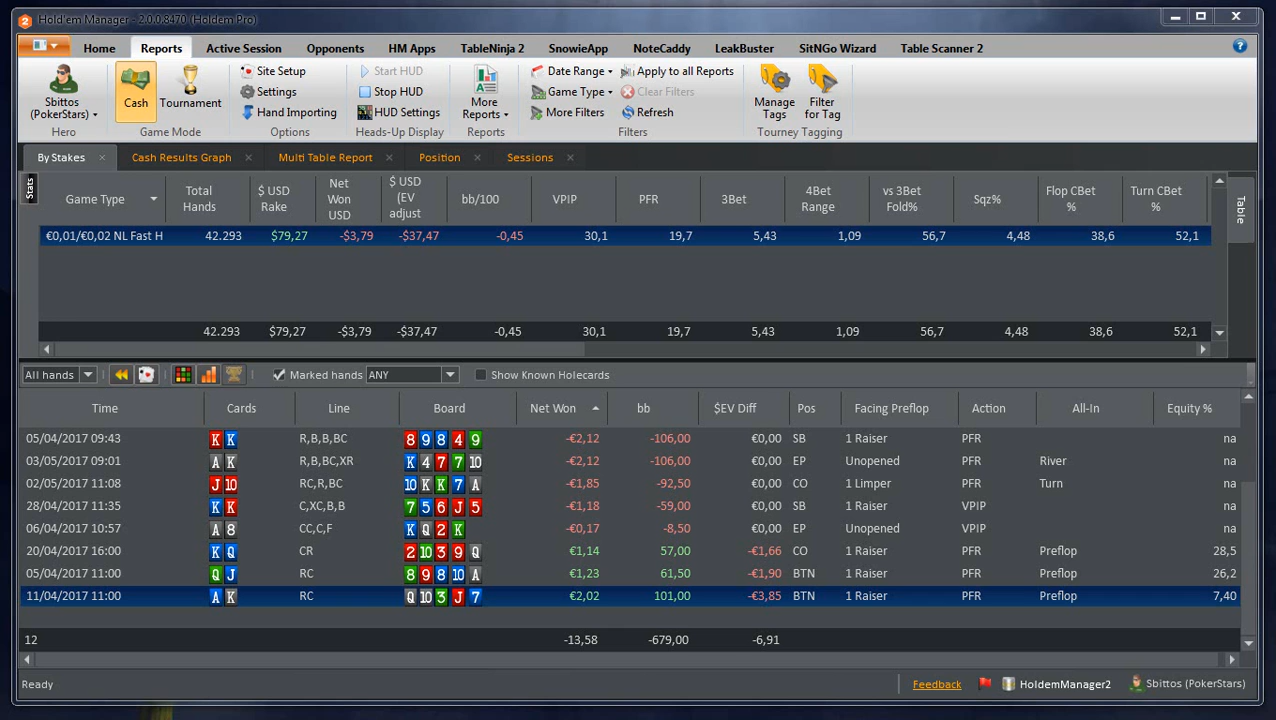 Hold'em Manager - 2.0.0.8470 (Holdem Pro)
Home Reports Active Session Opponents HM Apps TableNinja 2 SnowieApp NoteCaddy LeakBuster SitNGo Wizard Table Scanner 2
Sbittos (PokerStars) Cash Tournament Site Setup Settings Hand Importing Start HUD Stop HUD HUD Settings More Reports Date Range Game Type More Filters Apply to all Reports Clear Filters Refresh Manage Tags Filter for Tag
Hero Game Mode Options Heads-Up Display Reports Filters Tourney Tagging
By Stakes Cash Results Graph Multi Table Report Position Sessions
Stats
Game Type Total Hands $ USD Rake Net Won USD $ USD (EV adjust bb/100 VPIP PFR 3Bet 4Bet Range vs 3Bet Fold% Sqz% Flop CBet % Turn CBet %
Table
€0,01/€0,02 NL Fast H 42.293 $79,27 -$3,79 -$37,47 -0,45 30,1 19,7 5,43 1,09 56,7 4,48 38,6 52,1
42.293 $79,27 -$3,79 -$37,47 -0,45 30,1 19,7 5,43 1,09 56,7 4,48 38,6 52,1
All hands Marked hands ANY Show Known Holecards
Time Cards Line Board Net Won bb $EV Diff Pos Facing Preflop Action All-In Equity %
05/04/2017 09:43 K K R,B,B,BC 8 9 8 4 9 -€2,12 -106,00 €0,00 SB 1 Raiser PFR na
03/05/2017 09:01 A K R,B,BC,XR K 4 7 7 10 -€2,12 -106,00 €0,00 EP Unopened PFR River na
02/05/2017 11:08 J 10 RC,R,BC 10 K K 7 A -€1,85 -92,50 €0,00 CO 1 Limper PFR Turn na
28/04/2017 11:35 K K C,XC,B,B 7 5 6 J 5 -€1,18 -59,00 €0,00 SB 1 Raiser VPIP na
06/04/2017 10:57 A 8 CC,C,F K Q 2 K -€0,17 -8,50 €0,00 EP Unopened VPIP na
20/04/2017 16:00 K Q CR 2 10 3 9 Q €1,14 57,00 -€1,66 CO 1 Raiser PFR Preflop 28,5
05/04/2017 11:00 Q J RC 8 9 8 10 A €1,23 61,50 -€1,90 BTN 1 Raiser PFR Preflop 26,2
11/04/2017 11:00 A K RC Q 10 3 J 7 €2,02 101,00 -€3,85 BTN 1 Raiser PFR Preflop 7,40
12 -13,58 -679,00 -6,91
Ready Feedback HoldemManager2 Sbittos (PokerStars)